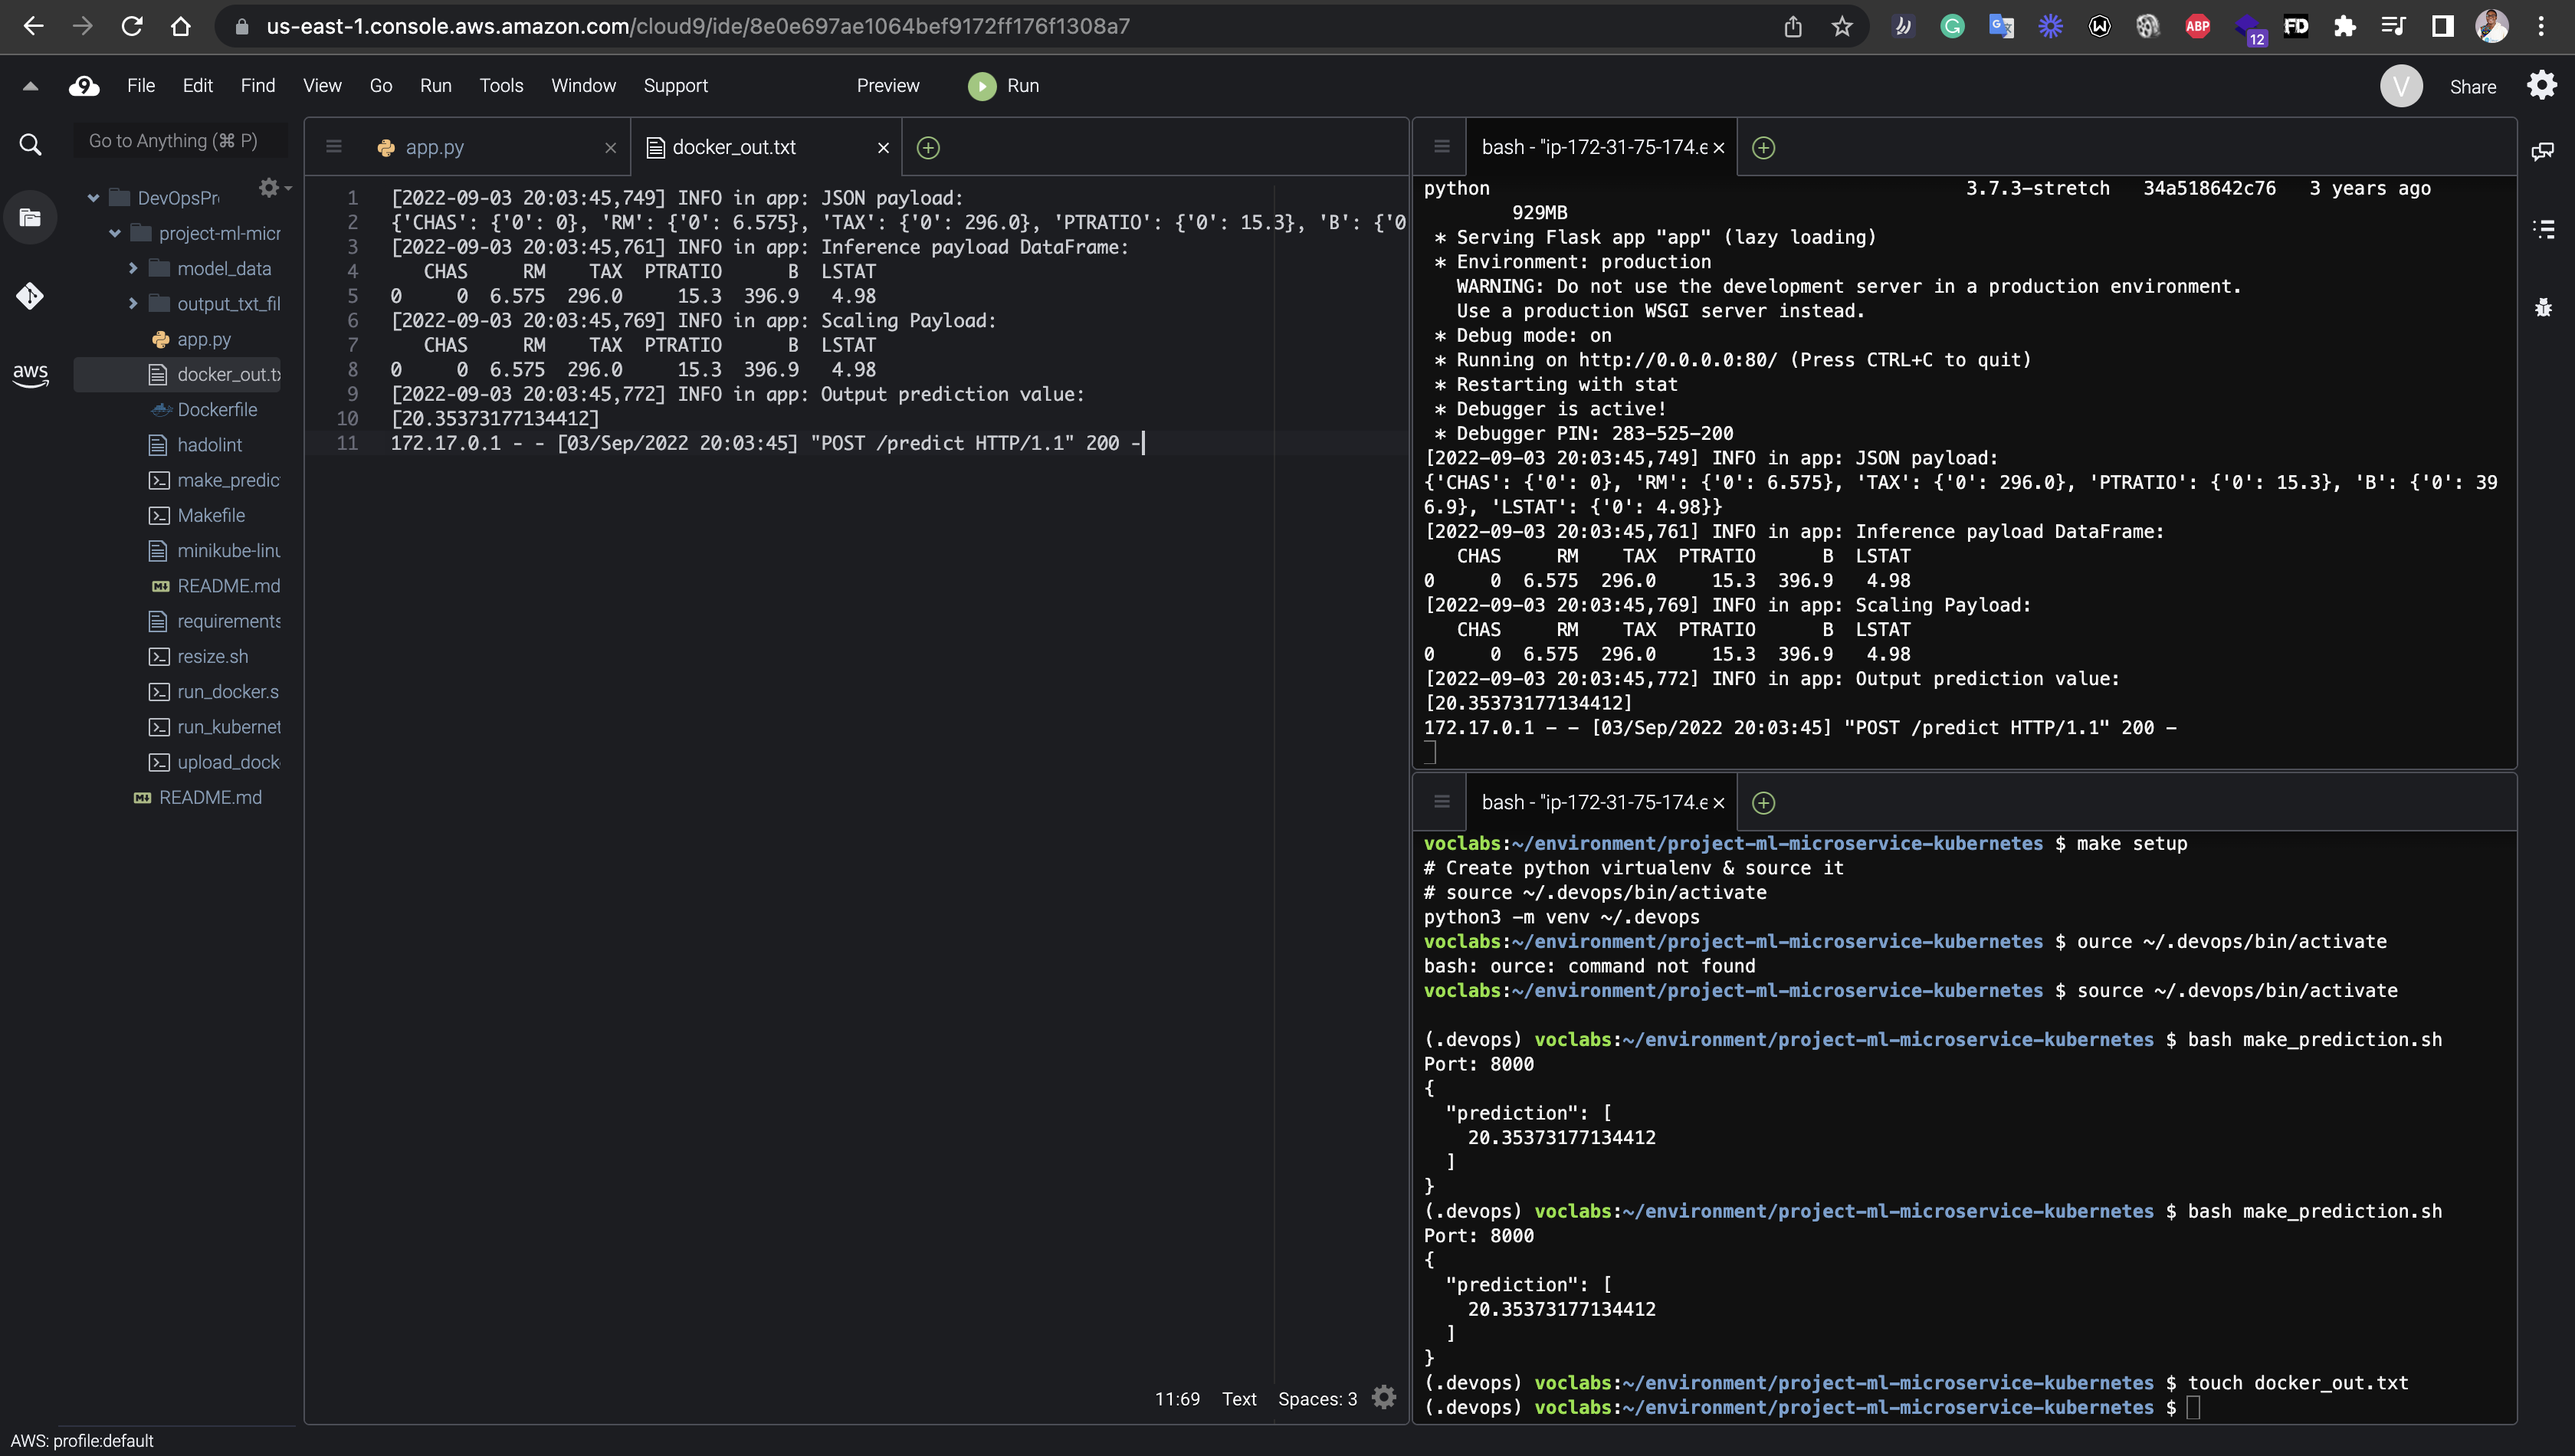 us-east-1.console.aws.amazon.com/cloud9/ide/8e0e697ae1064bef9172ff176f1308a7
ABP
12
FD
9
File Edit Find View Go Run Tools Window Support Preview Run
V
Share
Go to Anything (⌘ P)
DevOpsPr
project-ml-micr
model_data
output_txt_fil
app.py
docker_out.tx
Dockerfile
hadolint
make_predic
Makefile
minikube-linu
README.md
requirements
resize.sh
run_docker.s
run_kubernet
upload_dock
README.md
aws
AWS: profile:default
app.py
docker_out.txt
1 [2022-09-03 20:03:45,749] INFO in app: JSON payload:
2 {'CHAS': {'0': 0}, 'RM': {'0': 6.575}, 'TAX': {'0': 296.0}, 'PTRATIO': {'0': 15.3}, 'B': {'0
3 [2022-09-03 20:03:45,761] INFO in app: Inference payload DataFrame:
4 CHAS RM TAX PTRATIO B LSTAT
5 0 0 6.575 296.0 15.3 396.9 4.98
6 [2022-09-03 20:03:45,769] INFO in app: Scaling Payload:
7 CHAS RM TAX PTRATIO B LSTAT
8 0 0 6.575 296.0 15.3 396.9 4.98
9 [2022-09-03 20:03:45,772] INFO in app: Output prediction value:
10 [20.35373177134412]
11 172.17.0.1 - - [03/Sep/2022 20:03:45] "POST /predict HTTP/1.1" 200 -
11:69 Text Spaces: 3
bash - "ip-172-31-75-174.e
python 3.7.3-stretch 34a518642c76 3 years ago
929MB
* Serving Flask app "app" (lazy loading)
* Environment: production
WARNING: Do not use the development server in a production environment.
Use a production WSGI server instead.
* Debug mode: on
* Running on http://0.0.0.0:80/ (Press CTRL+C to quit)
* Restarting with stat
* Debugger is active!
* Debugger PIN: 283-525-200
[2022-09-03 20:03:45,749] INFO in app: JSON payload:
{'CHAS': {'0': 0}, 'RM': {'0': 6.575}, 'TAX': {'0': 296.0}, 'PTRATIO': {'0': 15.3}, 'B': {'0': 39
6.9}, 'LSTAT': {'0': 4.98}}
[2022-09-03 20:03:45,761] INFO in app: Inference payload DataFrame:
CHAS RM TAX PTRATIO B LSTAT
0 0 6.575 296.0 15.3 396.9 4.98
[2022-09-03 20:03:45,769] INFO in app: Scaling Payload:
CHAS RM TAX PTRATIO B LSTAT
0 0 6.575 296.0 15.3 396.9 4.98
[2022-09-03 20:03:45,772] INFO in app: Output prediction value:
[20.35373177134412]
172.17.0.1 - - [03/Sep/2022 20:03:45] "POST /predict HTTP/1.1" 200 -
bash - "ip-172-31-75-174.e
voclabs:~/environment/project-ml-microservice-kubernetes $ make setup
# Create python virtualenv & source it
# source ~/.devops/bin/activate
python3 -m venv ~/.devops
voclabs:~/environment/project-ml-microservice-kubernetes $ ource ~/.devops/bin/activate
bash: ource: command not found
voclabs:~/environment/project-ml-microservice-kubernetes $ source ~/.devops/bin/activate
(.devops) voclabs:~/environment/project-ml-microservice-kubernetes $ bash make_prediction.sh
Port: 8000
{
"prediction": [
20.35373177134412
]
}
(.devops) voclabs:~/environment/project-ml-microservice-kubernetes $ bash make_prediction.sh
Port: 8000
{
"prediction": [
20.35373177134412
]
}
(.devops) voclabs:~/environment/project-ml-microservice-kubernetes $ touch docker_out.txt
(.devops) voclabs:~/environment/project-ml-microservice-kubernetes $